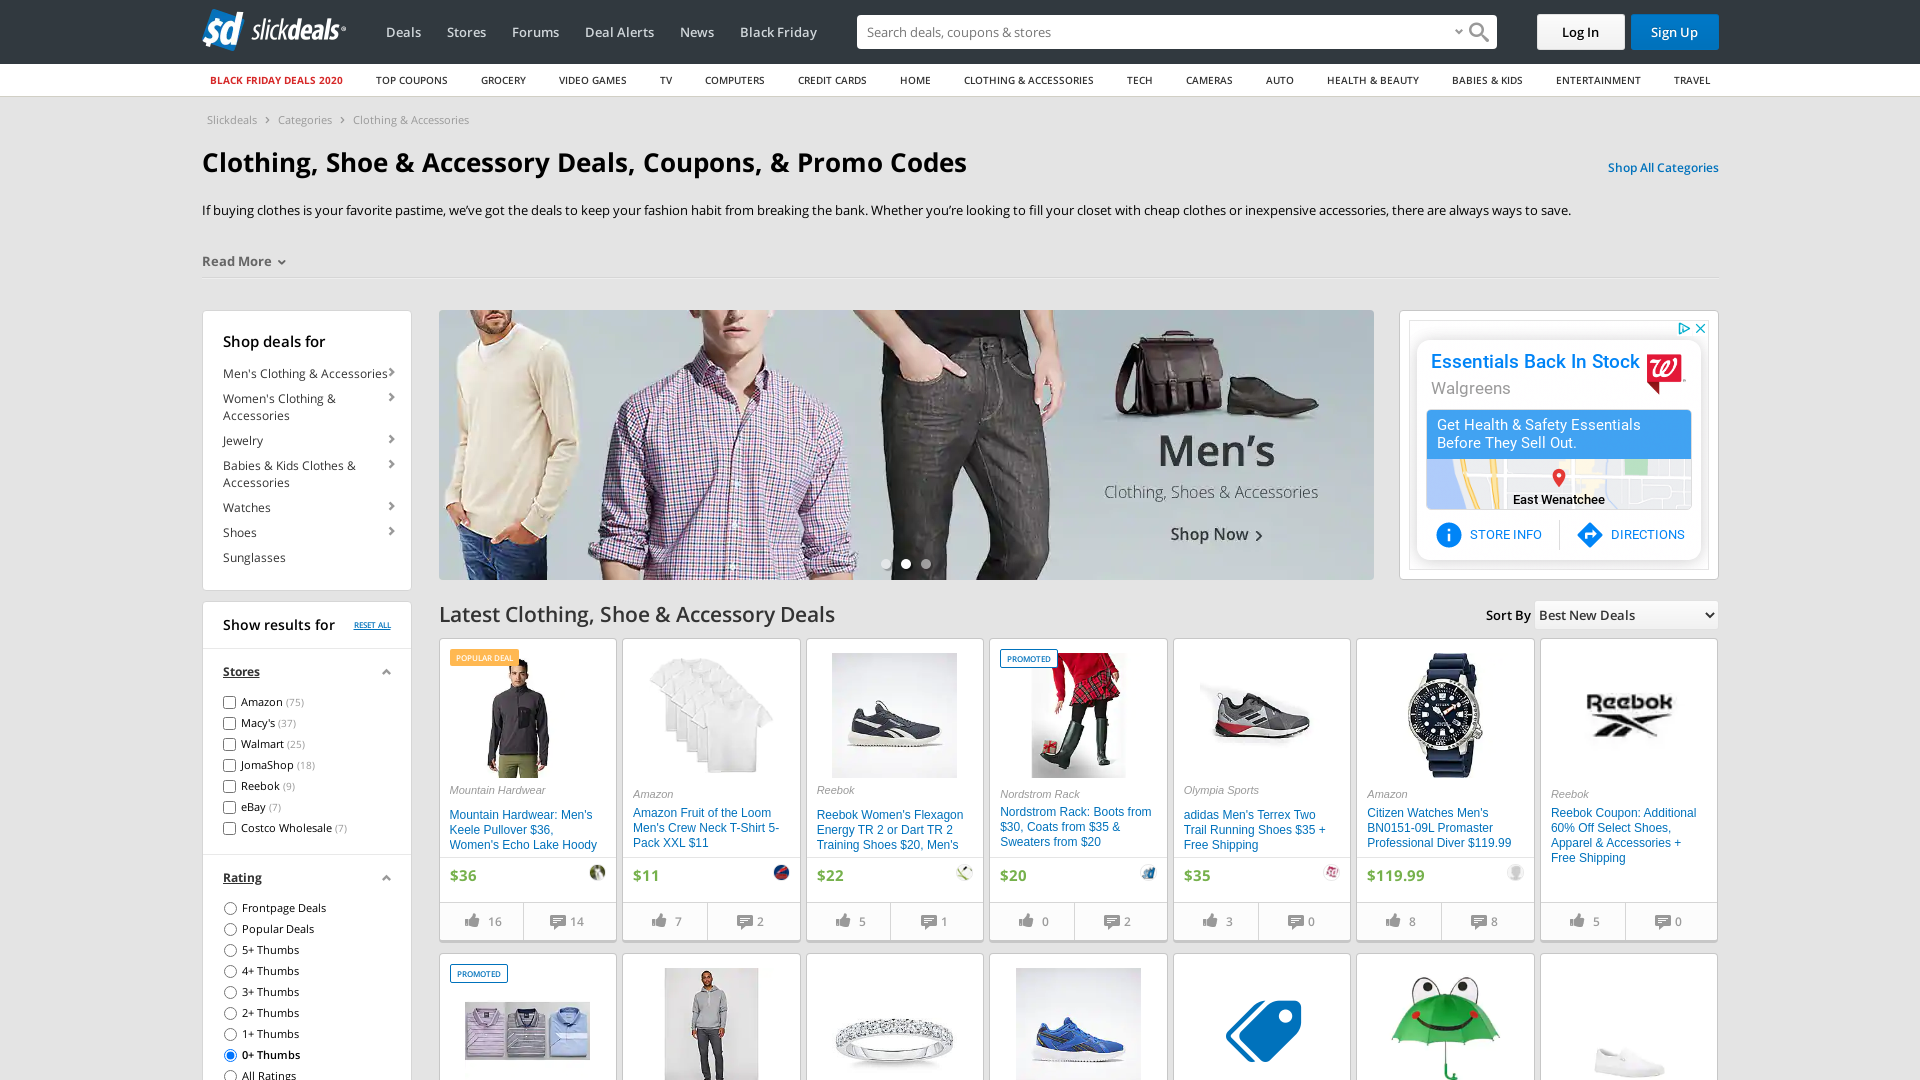 slickdeals
Deals
Stores
Forums
Deal Alerts
News
Black Friday
Search deals, coupons & stores
Log In
Sign Up
BLACK FRIDAY DEALS 2020
TOP COUPONS
GROCERY
VIDEO GAMES
TV
COMPUTERS
CREDIT CARDS
HOME
CLOTHING & ACCESSORIES
TECH
CAMERAS
AUTO
HEALTH & BEAUTY
BABIES & KIDS
ENTERTAINMENT
TRAVEL
Slickdeals > Categories > Clothing & Accessories
Clothing, Shoe & Accessory Deals, Coupons, & Promo Codes
Shop All Categories
If buying clothes is your favorite pastime, we’ve got the deals to keep your fashion habit from breaking the bank. Whether you’re looking to fill your closet with cheap clothes or inexpensive accessories, there are always ways to save.
Read More
Shop deals for
Men's Clothing & Accessories
Women's Clothing &
Accessories
Jewelry
Babies & Kids Clothes &
Accessories
Watches
Shoes
Sunglasses
Men’s
Clothing, Shoes & Accessories
Shop Now
Essentials Back In Stock
Walgreens
Get Health & Safety Essentials
Before They Sell Out.
East Wenatchee
STORE INFO
DIRECTIONS
Show results for
RESET ALL
Stores
Amazon (75)
Macy's (37)
Walmart (25)
JomaShop (18)
Reebok (9)
eBay (7)
Costco Wholesale (7)
Rating
Frontpage Deals
Popular Deals
5+ Thumbs
4+ Thumbs
3+ Thumbs
2+ Thumbs
1+ Thumbs
0+ Thumbs
All Ratings
Latest Clothing, Shoe & Accessory Deals
Sort By
Best New Deals
POPULAR DEAL
Mountain Hardwear
Mountain Hardwear: Men's
Keele Pullover $36,
Women's Echo Lake Hoody
$36
16
14
Amazon
Amazon Fruit of the Loom
Men's Crew Neck T-Shirt 5-
Pack XXL $11
$11
7
2
Reebok
Reebok Women's Flexagon
Energy TR 2 or Dart TR 2
Training Shoes $20, Men's
$22
5
1
PROMOTED
Nordstrom Rack
Nordstrom Rack: Boots from
$30, Coats from $35 &
Sweaters from $20
$20
0
2
Olympia Sports
adidas Men's Terrex Two
Trail Running Shoes $35 +
Free Shipping
$35
3
0
Amazon
Citizen Watches Men's
BN0151-09L Promaster
Professional Diver $119.99
$119.99
8
8
Reebok
Reebok
Reebok Coupon: Additional
60% Off Select Shoes,
Apparel & Accessories +
Free Shipping
5
0
PROMOTED